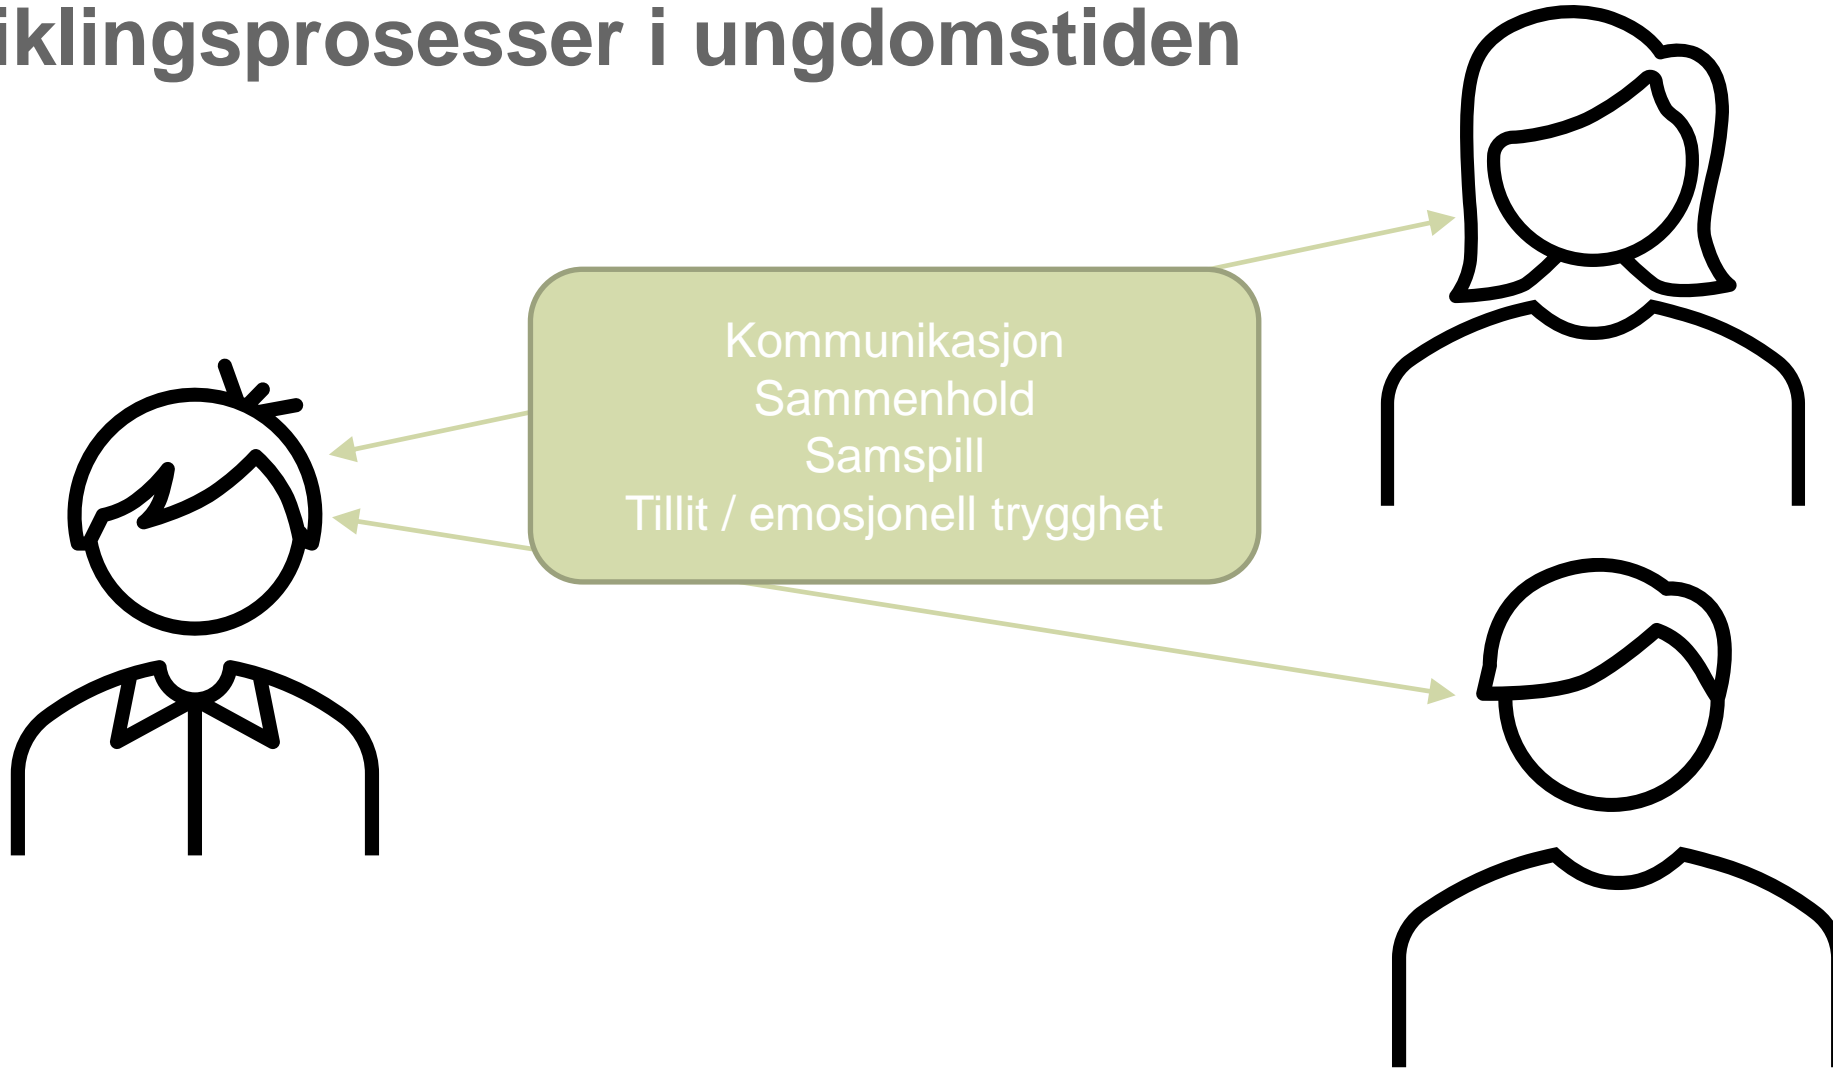 iklingsprosesser i ungdomstiden
Kommunikasjon
Sammenhold
Samspill
Tillit / emosjonell trygghet